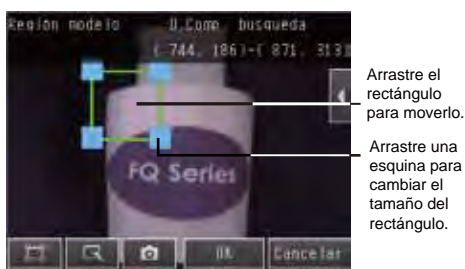 Región modelo U.Comp. busqueda
( 744, 186)-( 871, 313)
Arrastre el
rectángulo
para moverlo.
Arrastre una
esquina para
cambiar el
tamaño del
rectángulo.
FQ Series
OK
Cancelar